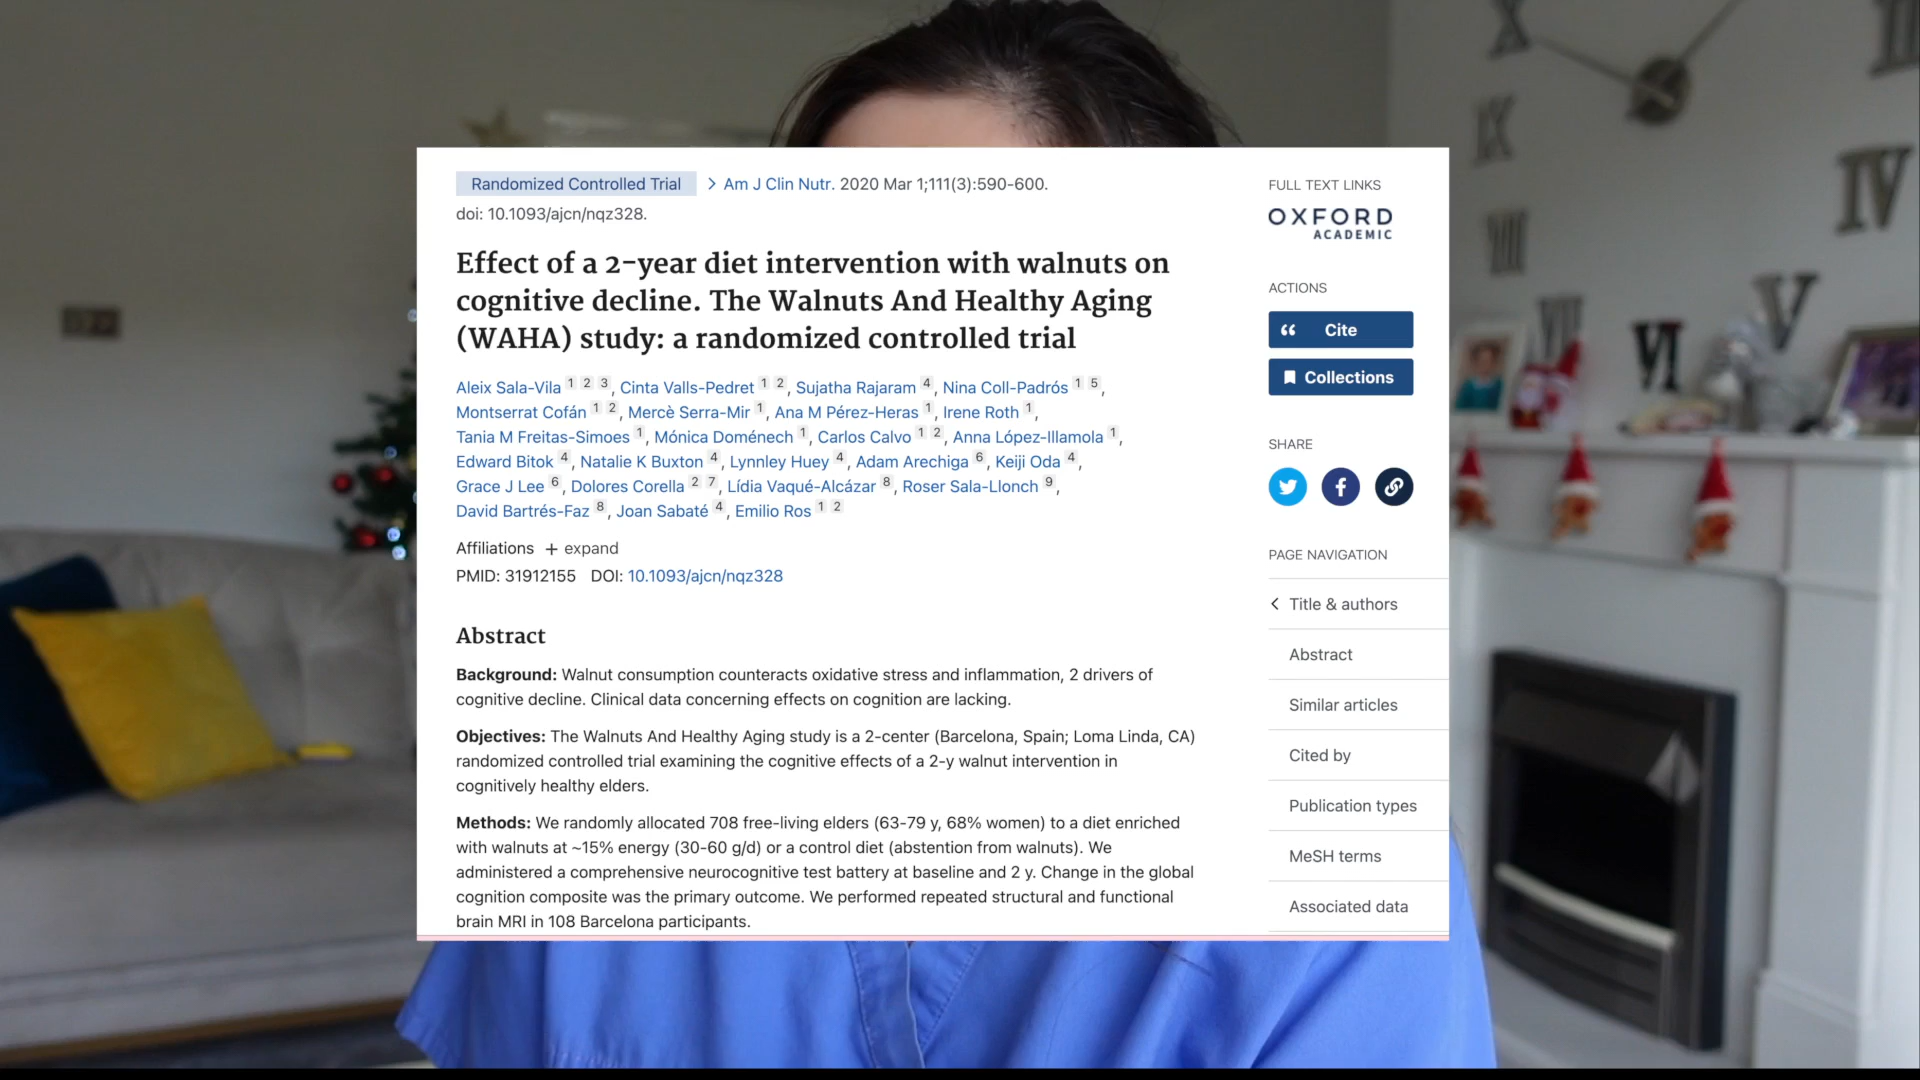 Randomized Controlled Trial > Am J Clin Nutr. 2020 Mar 1;111(3):590-600.
doi: 10.1093/ajcn/nqz328.
Effect of a 2-year diet intervention with walnuts on
cognitive decline. The Walnuts And Healthy Aging
(WAHA) study: a randomized controlled trial
Aleix Sala-Vila 1 2 3, Cinta Valls-Pedret 1 2, Sujatha Rajaram 4, Nina Coll-Padrós 1 5,
Montserrat Cofán 1 2, Mercè Serra-Mir 1, Ana M Pérez-Heras 1, Irene Roth 1,
Tania M Freitas-Simoes 1, Mónica Doménech 1, Carlos Calvo 1 2, Anna López-Illamola 1,
Edward Bitok 4, Natalie K Buxton 4, Lynnley Huey 4, Adam Arechiga 6, Keiji Oda 4,
Grace J Lee 6, Dolores Corella 2 7, Lídia Vaqué-Alcázar 8, Roser Sala-Llonch 9,
David Bartrés-Faz 8, Joan Sabaté 4, Emilio Ros 1 2
Affiliations + expand
PMID: 31912155 DOI: 10.1093/ajcn/nqz328
Abstract
Background: Walnut consumption counteracts oxidative stress and inflammation, 2 drivers of
cognitive decline. Clinical data concerning effects on cognition are lacking.
Objectives: The Walnuts And Healthy Aging study is a 2-center (Barcelona, Spain; Loma Linda, CA)
randomized controlled trial examining the cognitive effects of a 2-y walnut intervention in
cognitively healthy elders.
Methods: We randomly allocated 708 free-living elders (63-79 y, 68% women) to a diet enriched
with walnuts at ~15% energy (30-60 g/d) or a control diet (abstention from walnuts). We
administered a comprehensive neurocognitive test battery at baseline and 2 y. Change in the global
cognition composite was the primary outcome. We performed repeated structural and functional
brain MRI in 108 Barcelona participants.
FULL TEXT LINKS
OXFORD
ACADEMIC
ACTIONS
Cite
Collections
SHARE
PAGE NAVIGATION
Title & authors
Abstract
Similar articles
Cited by
Publication types
MeSH terms
Associated data
X
IX
VIII
VII
VI
V
IV
III